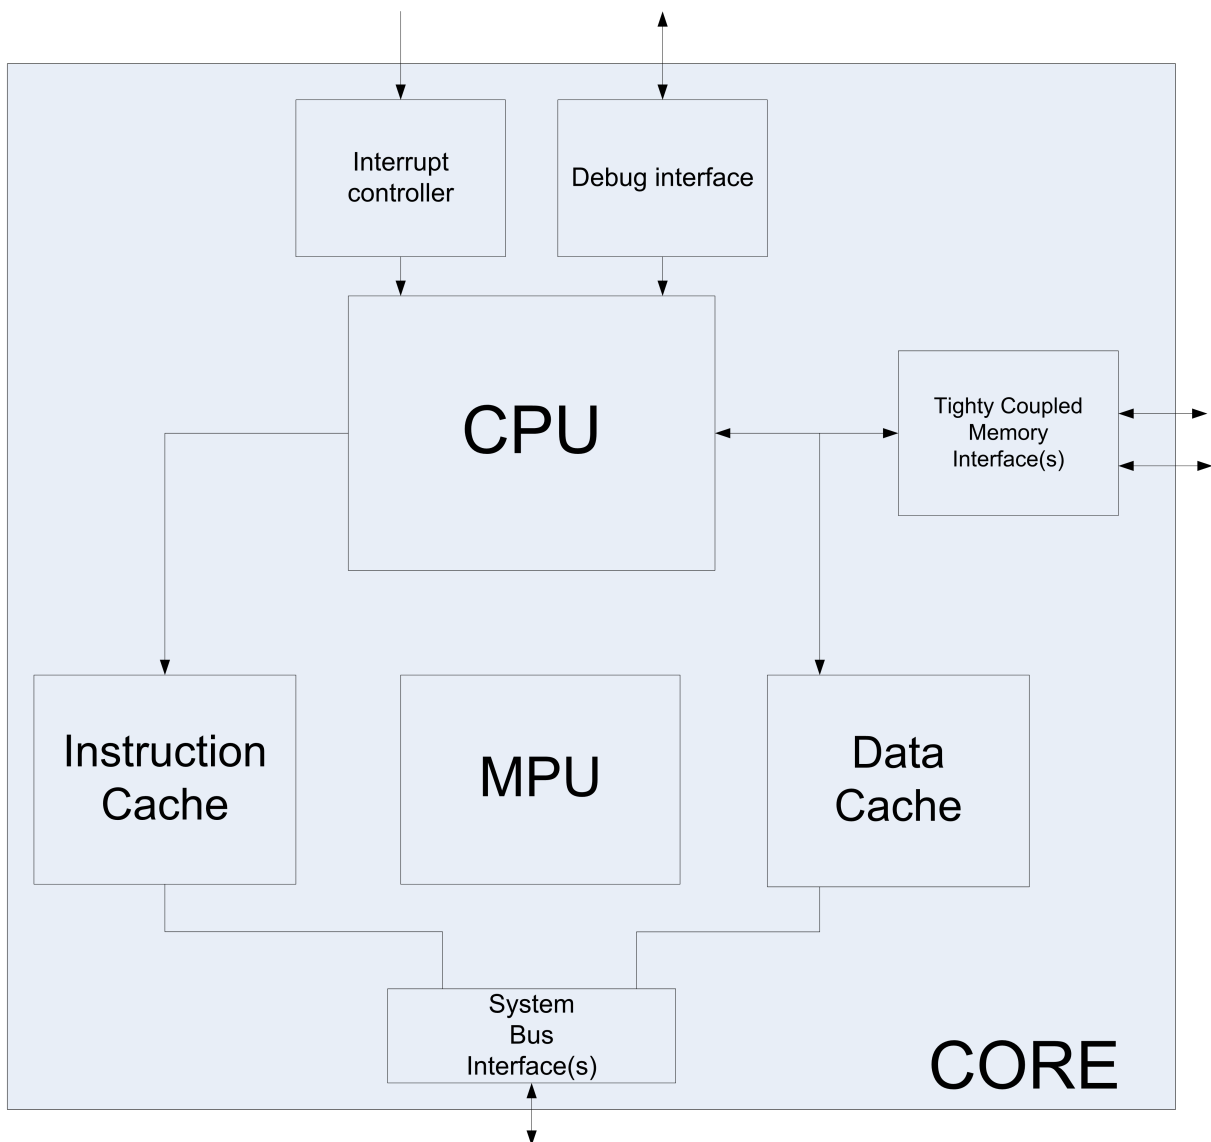 Interrupt
controller
Debug interface
CPU
Tighty Coupled
Memory
Interface(s)
Instruction
Cache
MPU
Data
Cache
System
Bus
Interface(s)
CORE